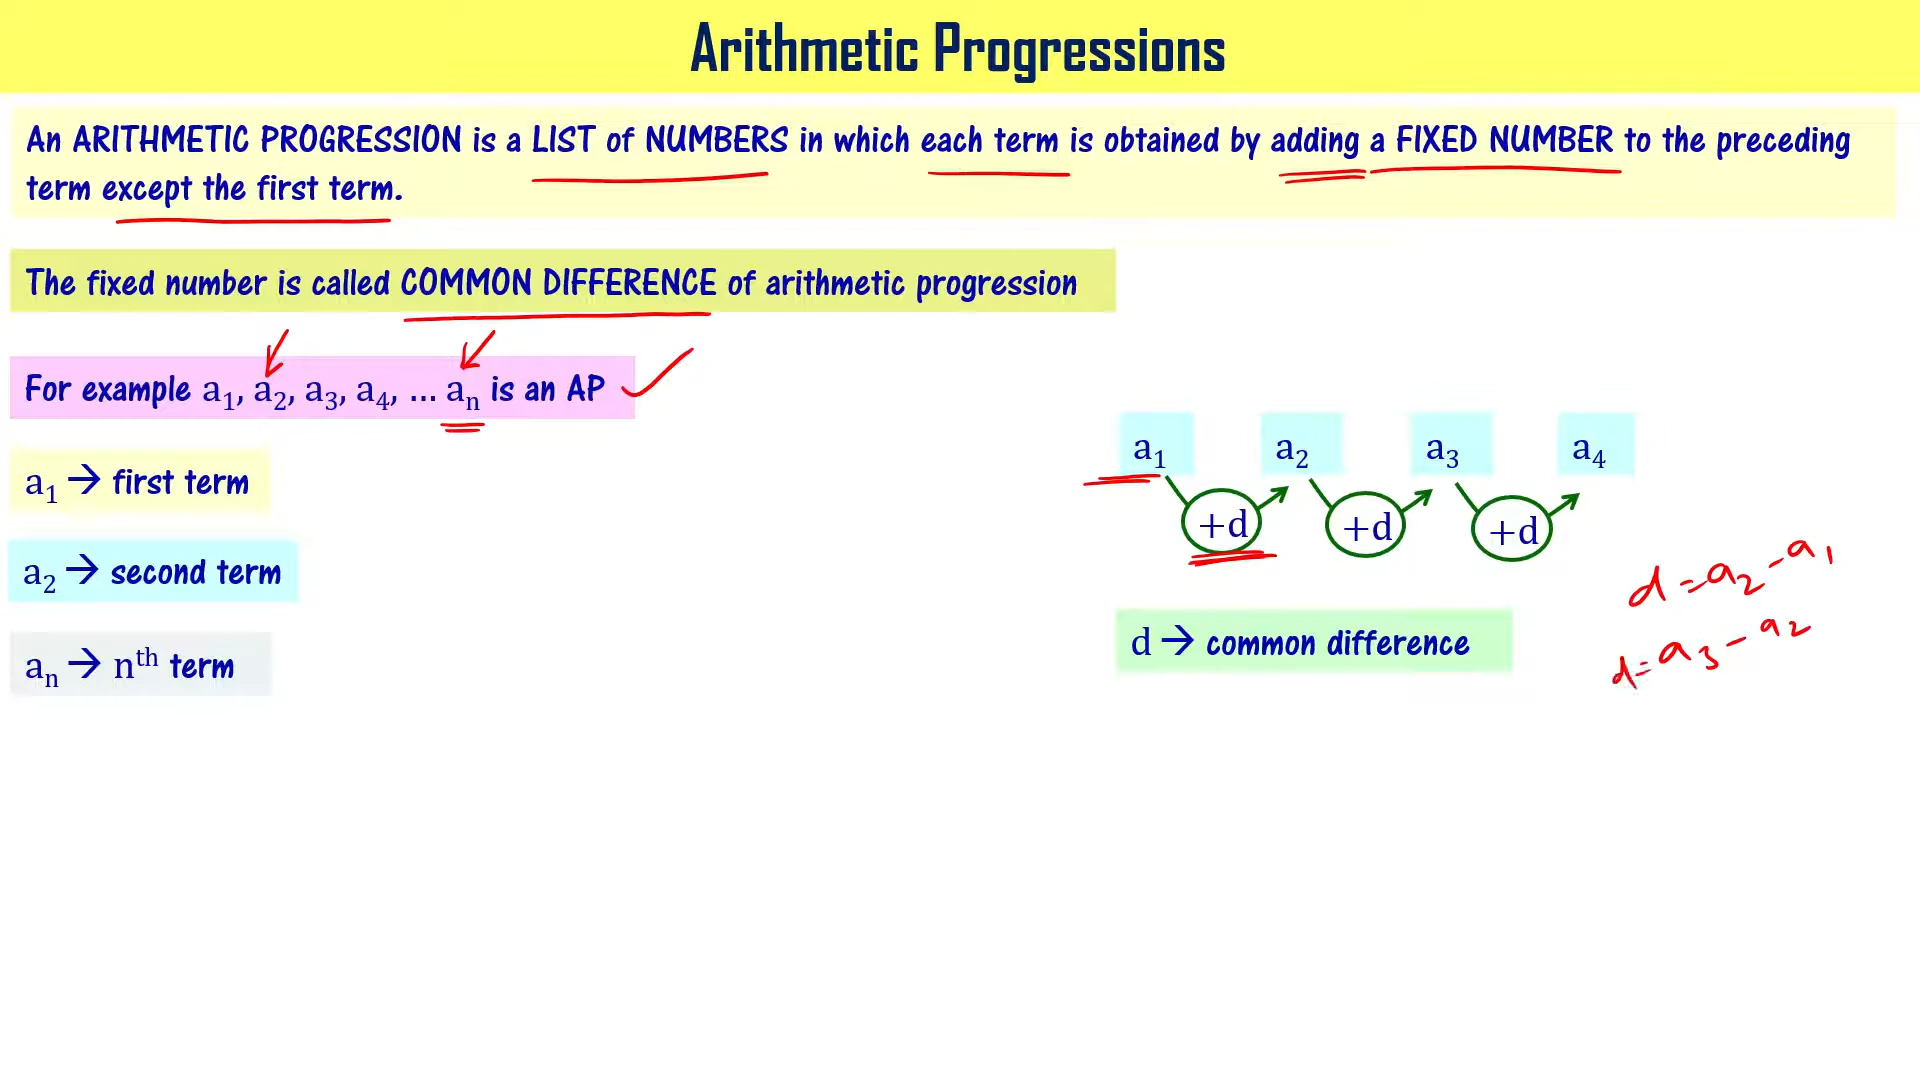 Arithmetic Progressions
An ARITHMETIC PROGRESSION is a LIST of NUMBERS in which each term is obtained by adding a FIXED NUMBER to the preceding
term except the first term.
The fixed number is called COMMON DIFFERENCE of arithmetic progression
For example a₁, a₂, a₃, a₄, ... aₙ is an AP
a₁ → first term
a₂ → second term
aₙ → nᵗʰ term
a₁ a₂ a₃ a₄
+d +d +d
d → common difference
d = a₂ - a₁
d = a₃ - a₂